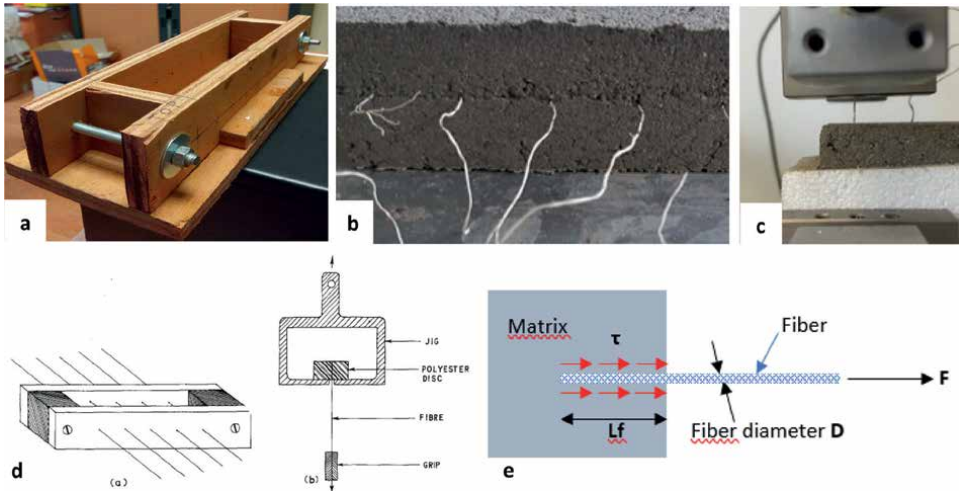 a
b
c
d
(a)
(b)
JIG
POLYESTER
DISC
FIBRE
GRIP
Matrix
τ
Fiber
F
Lf
Fiber diameter D
e